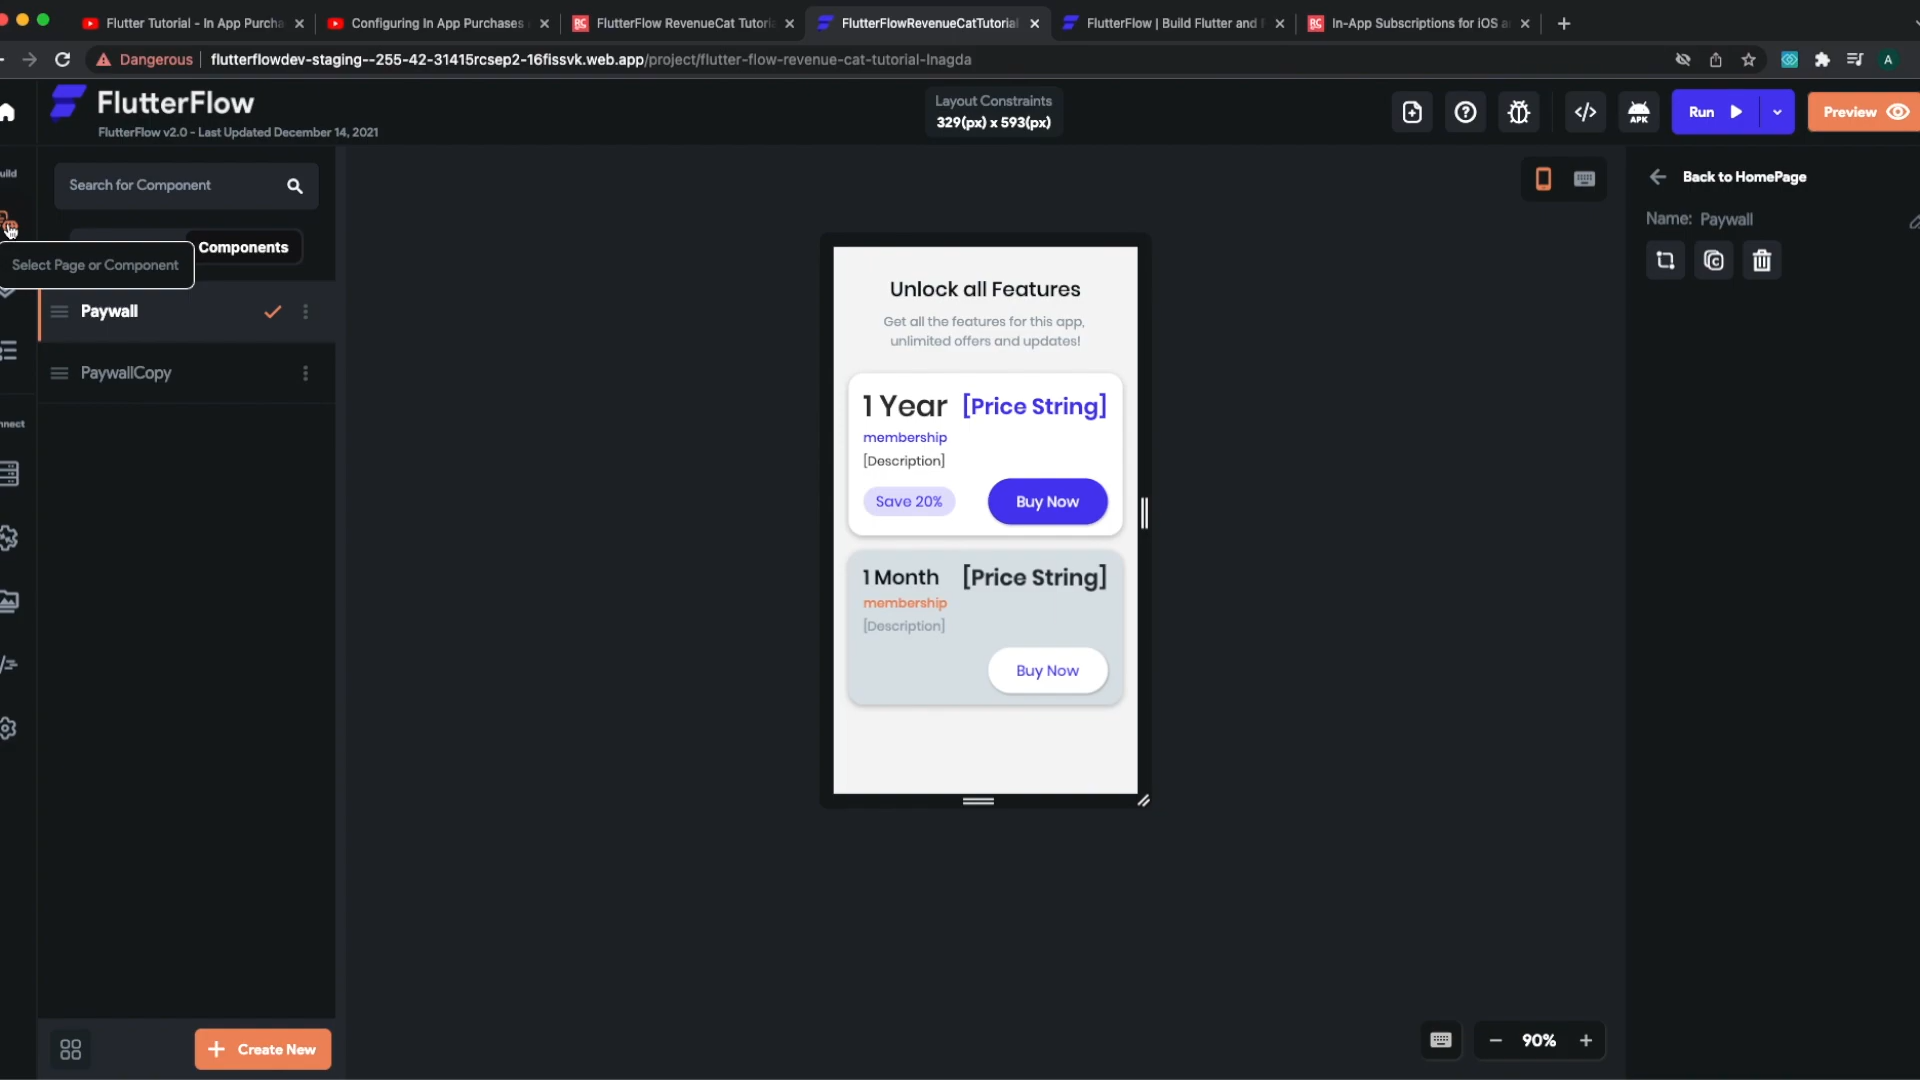 Flutter Tutorial - In App Purcha
Configuring In App Purchases
FlutterFlow RevenueCat Tutori
FlutterFlowRevenueCatTutorial
FlutterFlow | Build Flutter and
In-App Subscriptions for iOS a
Dangerous
flutterflowdev-staging--255-42-31415rcsep2-16fissvk.web.app/project/flutter-flow-revenue-cat-tutorial-lnagda
A
FlutterFlow
FlutterFlow v2.0 - Last Updated December 14, 2021
Layout Constraints
329(px) x 593(px)
APK
Run
Preview
uild
Search for Component
Components
Select Page or Component
Paywall
PaywallCopy
nnect
Create New
Unlock all Features
Get all the features for this app,
unlimited offers and updates!
1 Year [Price String]
membership
[Description]
Save 20%
Buy Now
1 Month [Price String]
membership
[Description]
Buy Now
Back to HomePage
Name: Paywall
90%